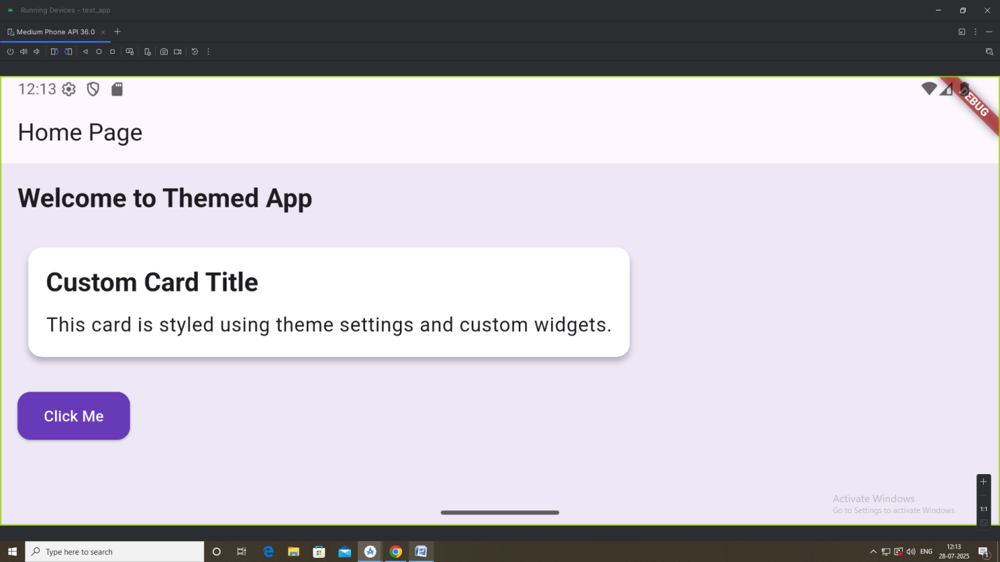 Running Devices - test_app
Medium Phone API 36.0
12:13
DEBUG
Home Page
Welcome to Themed App
Custom Card Title
This card is styled using theme settings and custom widgets.
Click Me
Activate Windows
Go to Settings to activate Windows.
1:1
Type here to search
ENG
12:13
28-07-2025
1